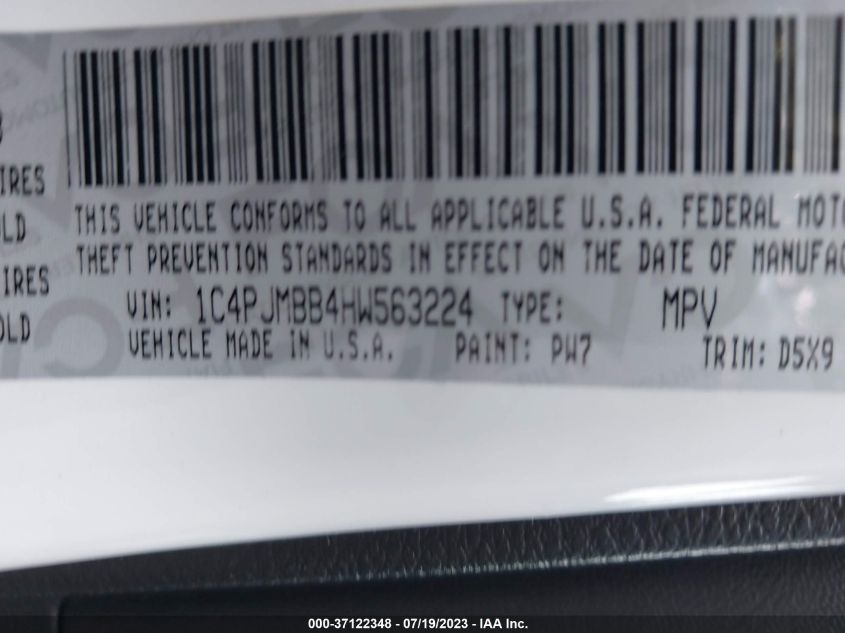 IRES
OLD
IRES
OLD
THIS VEHICLE CONFORMS TO ALL APPLICABLE U.S.A. FEDERAL MOTO
THEFT PREVENTION STANDARDS IN EFFECT ON THE DATE OF MANUFAC
VIN: 1C4PJMBB4HW563224 TYPE: MPV
VEHICLE MADE IN U.S.A. PAINT: PW7 TRIM: D5X9
000-37122348 - 07/19/2023 - IAA Inc.